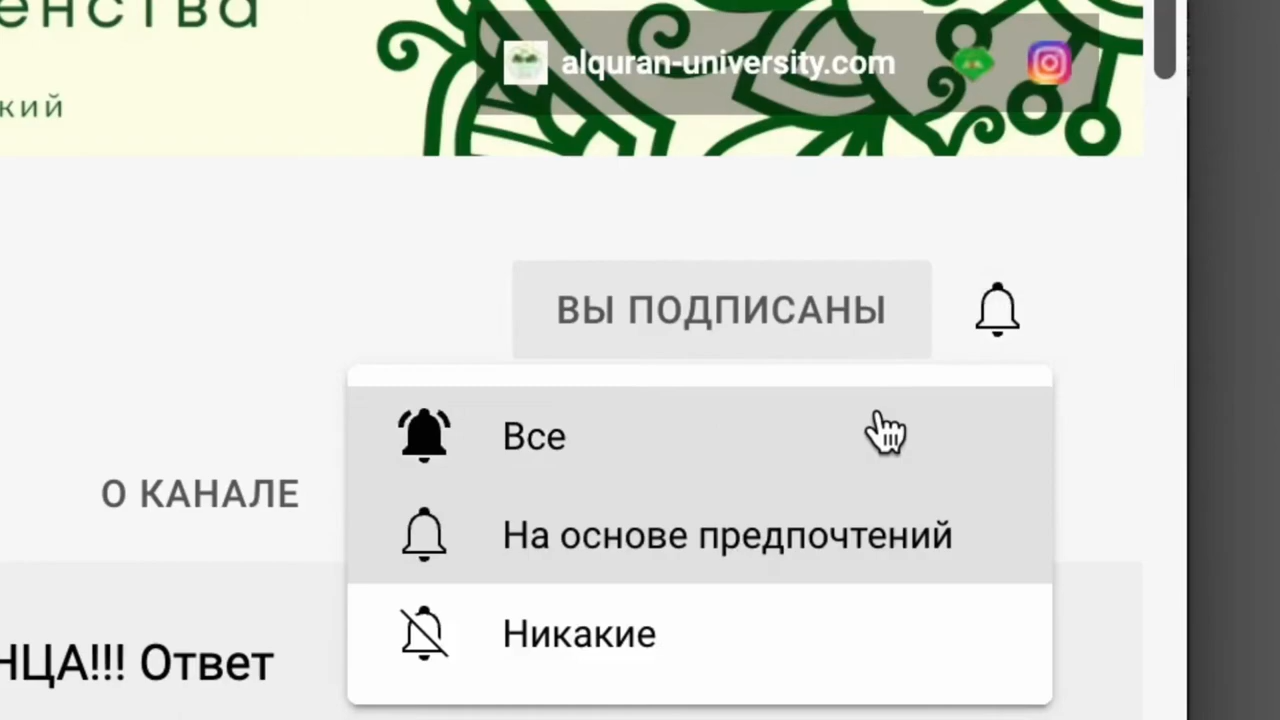 енства
alquran-university.com
кий
ВЫ ПОДПИСАНЫ
Все
О КАНАЛЕ
На основе предпочтений
Никакие
НЦА!!! Ответ